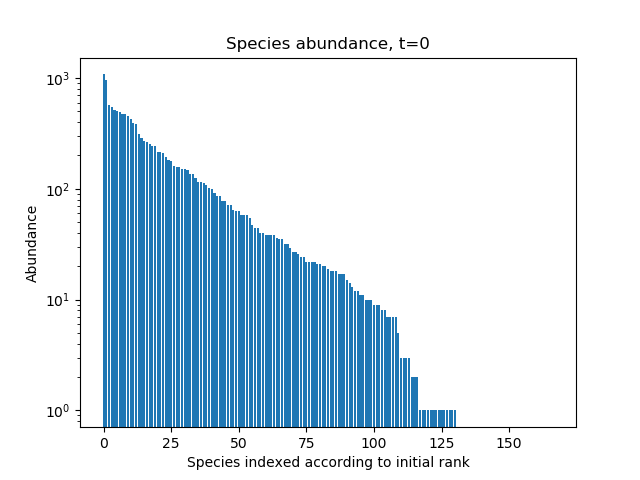 Species abundance, t=0
10³
10²
10¹
10⁰
Abundance
0 25 50 75 100 125 150
Species indexed according to initial rank